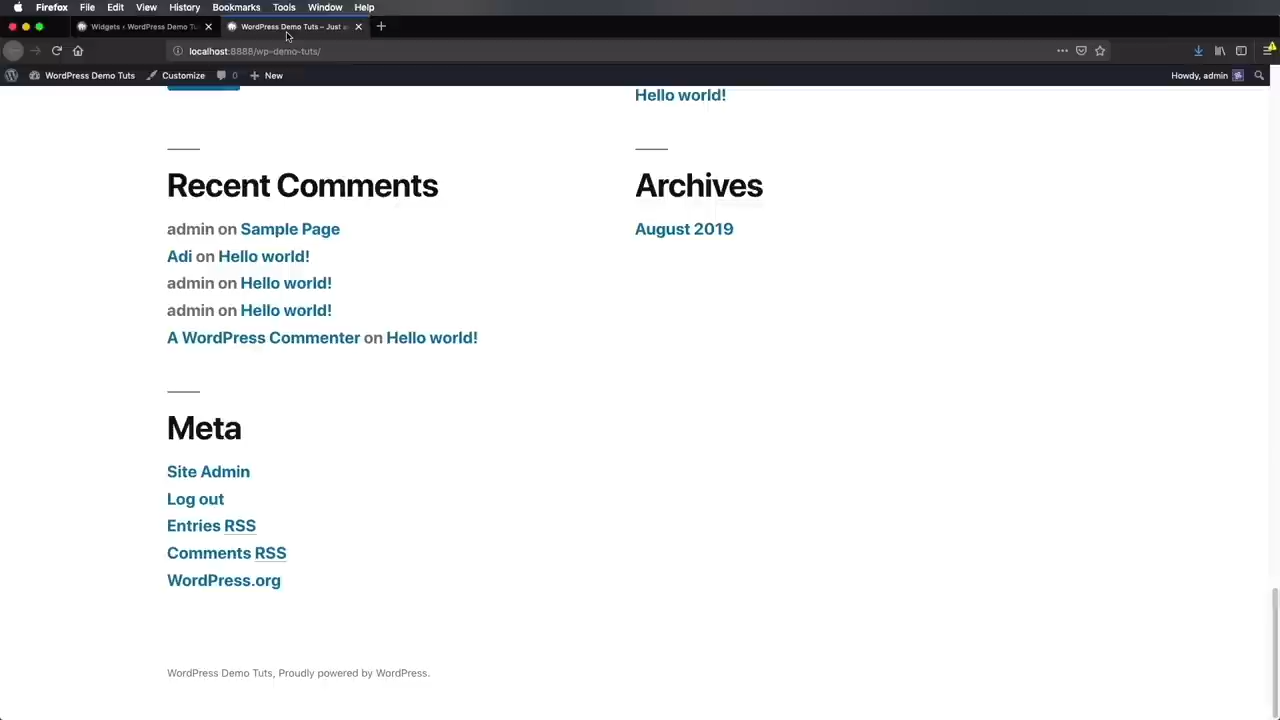 Firefox File Edit View History Bookmarks Tools Window Help
Widgets ‹ WordPress Demo Tu
WordPress Demo Tuts – Just a
localhost:8888/wp-demo-tuts/
WordPress Demo Tuts Customize 0 New Howdy, admin
Hello world!
Recent Comments
admin on Sample Page
Adi on Hello world!
admin on Hello world!
admin on Hello world!
A WordPress Commenter on Hello world!
Archives
August 2019
Meta
Site Admin
Log out
Entries RSS
Comments RSS
WordPress.org
WordPress Demo Tuts, Proudly powered by WordPress.